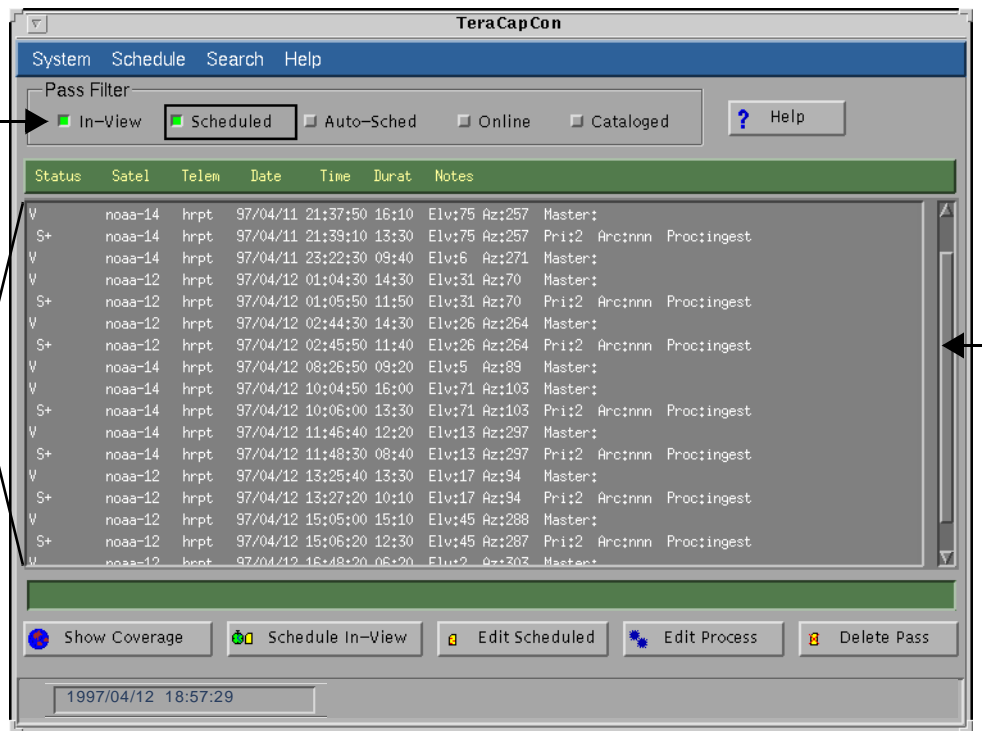 TeraCapCon
System Schedule Search Help
Pass Filter
In-View Scheduled Auto-Sched Online Cataloged ? Help
Status Satel Telem Date Time Durat Notes
V noaa-14 hrpt 97/04/11 21:37:50 16:10 Elv:75 Az:257 Master:
S+ noaa-14 hrpt 97/04/11 21:39:10 13:30 Elv:75 Az:257 Pri:2 Arc:nnn Proc:ingest
V noaa-14 hrpt 97/04/11 23:22:30 09:40 Elv:6 Az:271 Master:
V noaa-12 hrpt 97/04/12 01:04:30 14:30 Elv:31 Az:70 Master:
S+ noaa-12 hrpt 97/04/12 01:05:50 11:50 Elv:31 Az:70 Pri:2 Arc:nnn Proc:ingest
V noaa-12 hrpt 97/04/12 02:44:30 14:30 Elv:26 Az:264 Master:
S+ noaa-12 hrpt 97/04/12 02:45:50 11:40 Elv:26 Az:264 Pri:2 Arc:nnn Proc:ingest
V noaa-14 hrpt 97/04/12 08:26:50 09:20 Elv:5 Az:89 Master:
V noaa-14 hrpt 97/04/12 10:04:50 16:00 Elv:71 Az:103 Master:
S+ noaa-14 hrpt 97/04/12 10:06:00 13:30 Elv:71 Az:103 Pri:2 Arc:nnn Proc:ingest
V noaa-14 hrpt 97/04/12 11:46:40 12:20 Elv:13 Az:297 Master:
S+ noaa-14 hrpt 97/04/12 11:48:30 08:40 Elv:13 Az:297 Pri:2 Arc:nnn Proc:ingest
V noaa-12 hrpt 97/04/12 13:25:40 13:30 Elv:17 Az:94 Master:
S+ noaa-12 hrpt 97/04/12 13:27:20 10:10 Elv:17 Az:94 Pri:2 Arc:nnn Proc:ingest
V noaa-12 hrpt 97/04/12 15:05:00 15:10 Elv:45 Az:288 Master:
S+ noaa-12 hrpt 97/04/12 15:06:20 12:30 Elv:45 Az:287 Pri:2 Arc:nnn Proc:ingest
V noaa-12 hrpt 97/04/12 16:48:20 06:20 Elv:2 Az:303 Master:
Show Coverage Schedule In-View Edit Scheduled Edit Process Delete Pass
1997/04/12 18:57:29